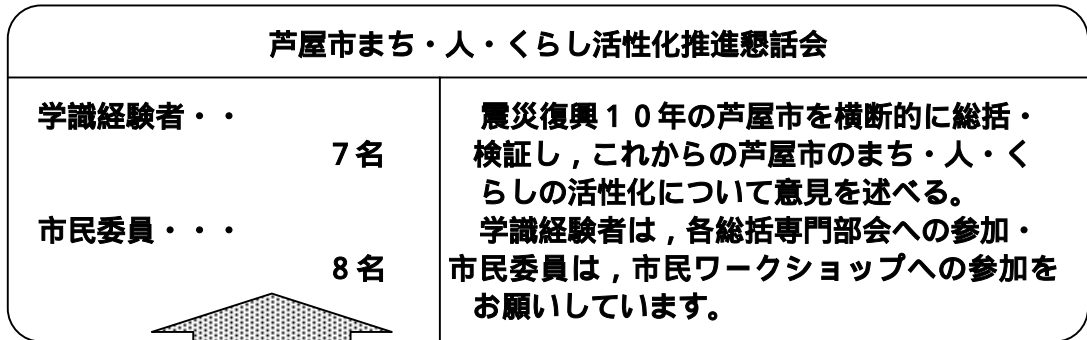 芦屋市まち・人・くらし活性化推進懇話会
学識経験者・・
7名
市民委員・・・
8名
震災復興１０年の芦屋市を横断的に総括・
検証し，これからの芦屋市のまち・人・く
らしの活性化について意見を述べる。
学識経験者は，各総括専門部会への参加・
市民委員は，市民ワークショップへの参加を
お願いしています。